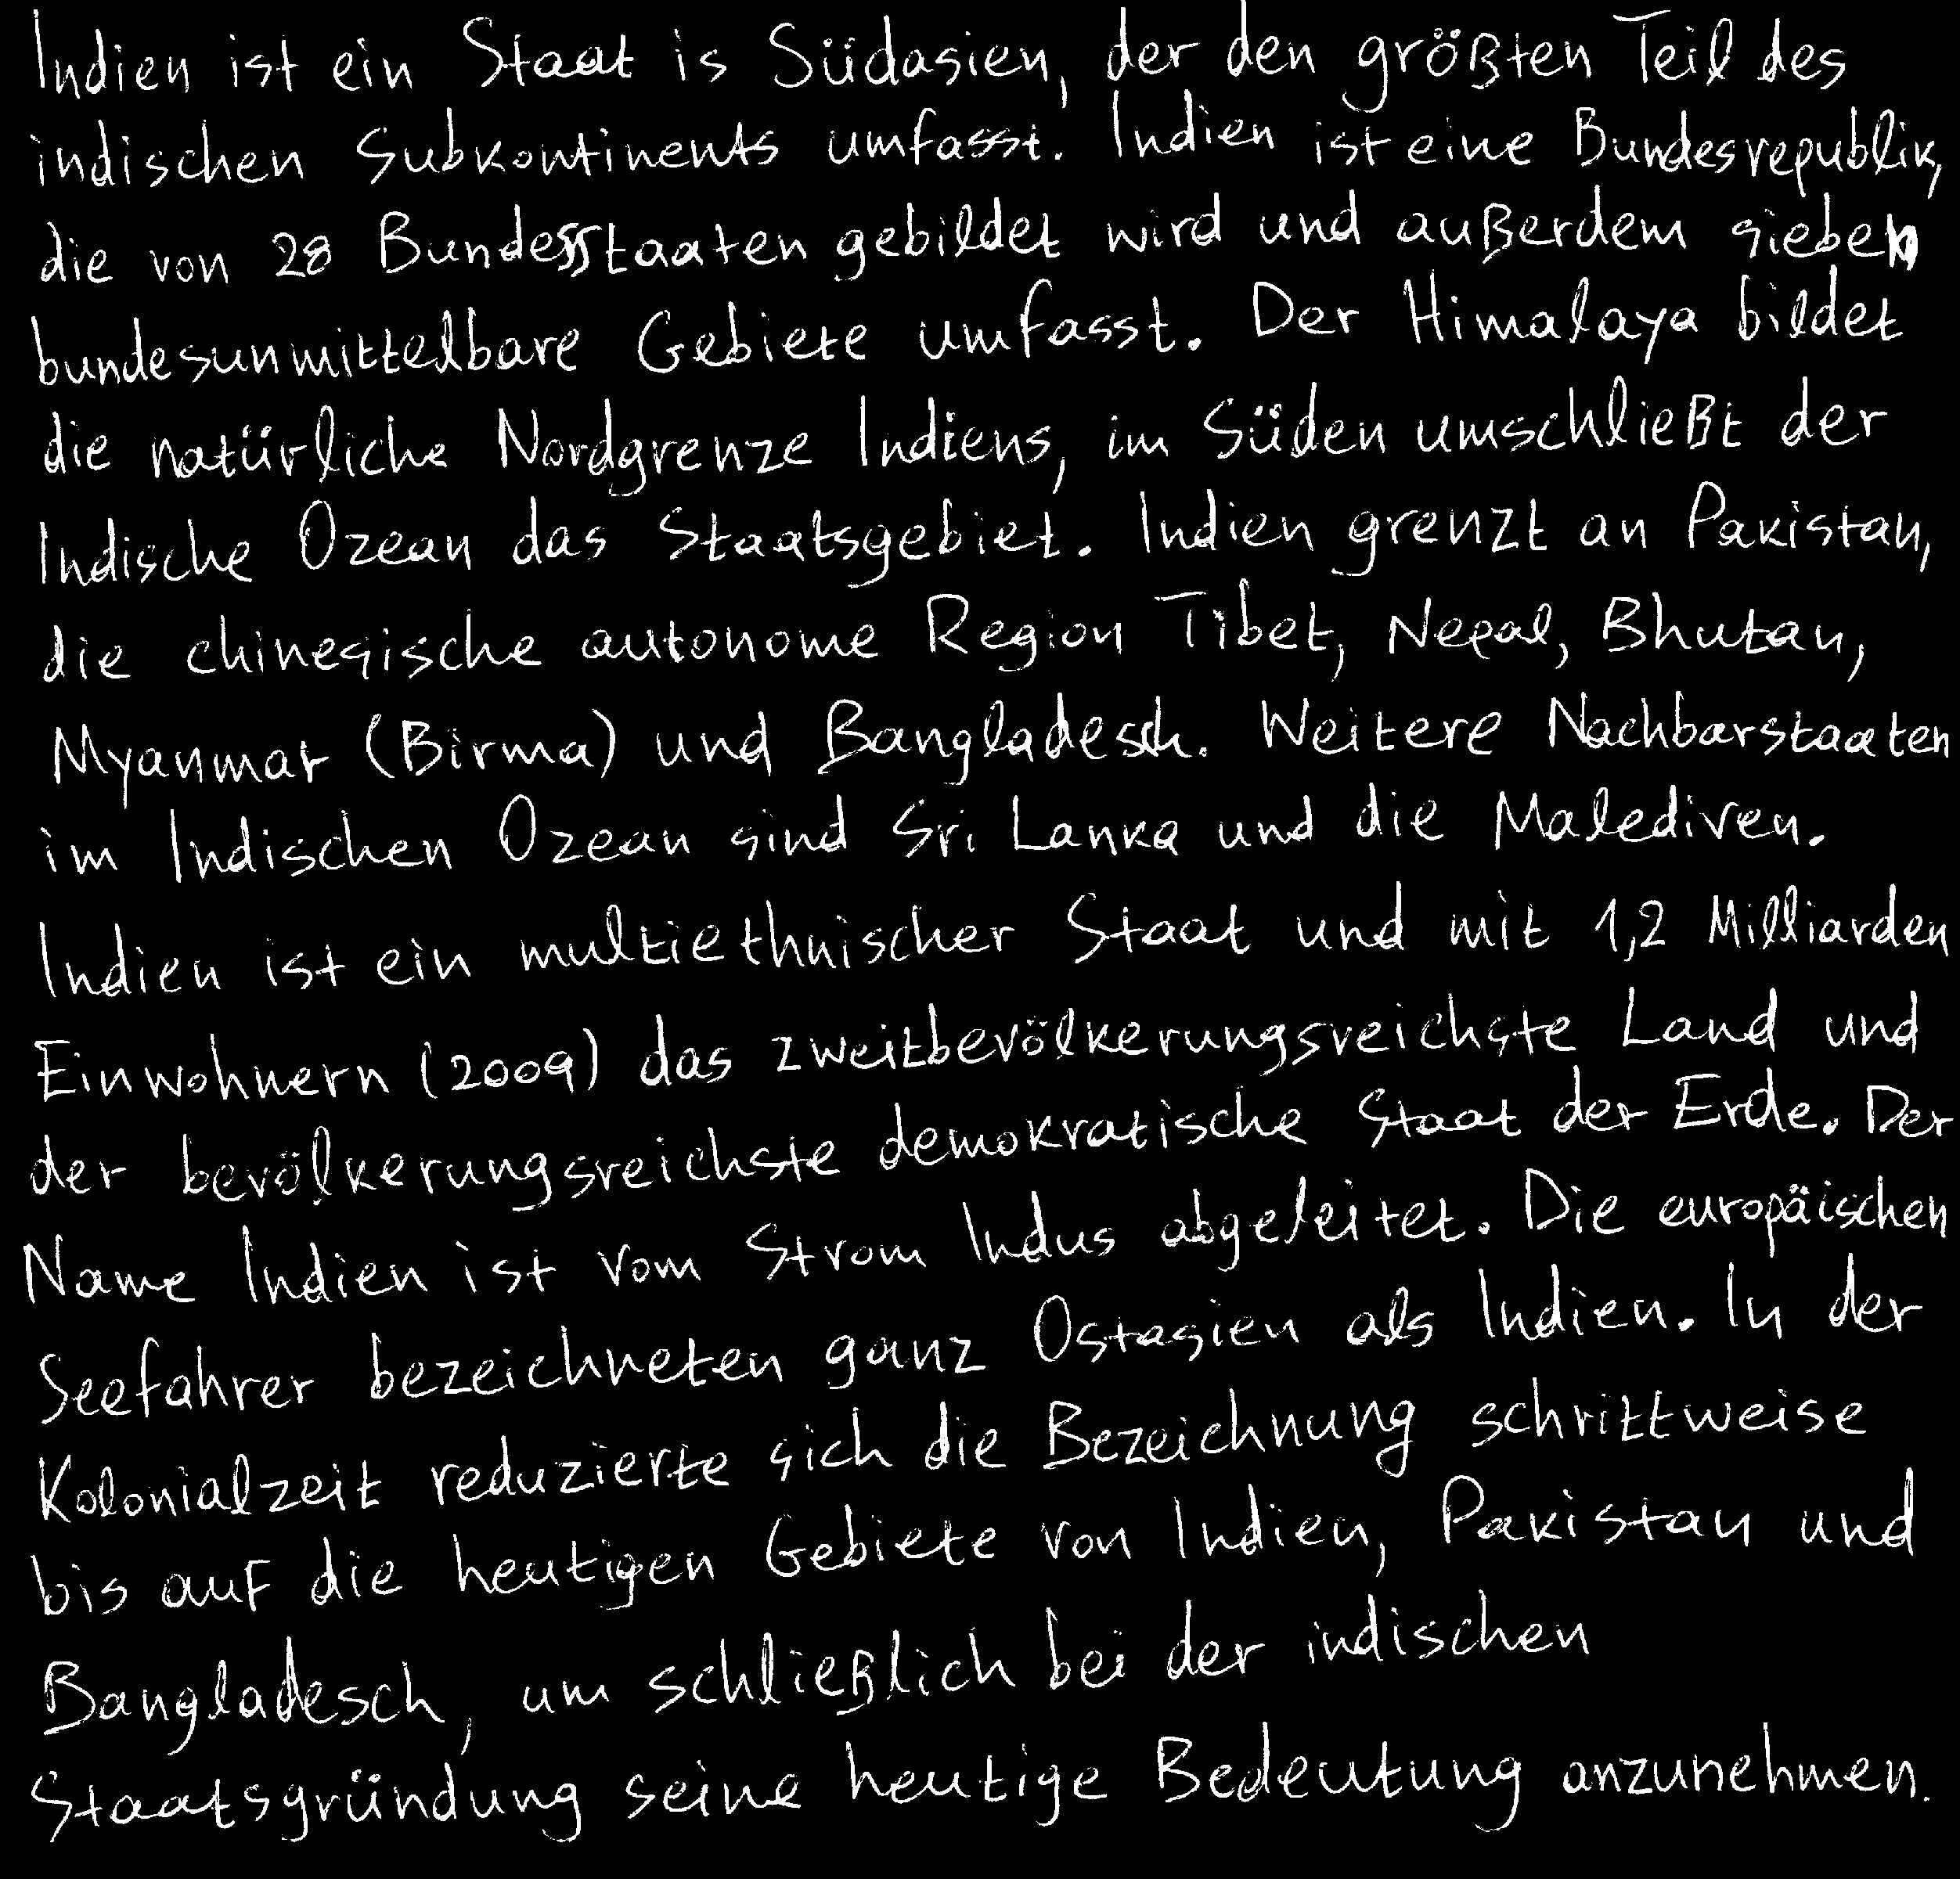 Indien ist ein Staat is Südasien, der den größten Teil des
indischen Subkontinents umfasst. Indien ist eine Bundesrepublik,
die von 28 Bundesstaaten gebildet wird und außerdem sieben
bundesunmittelbare Gebiete umfasst. Der Himalaya bildet
die natürliche Nordgrenze Indiens, im Süden umschließt der
Indische Ozean das Staatsgebiet. Indien grenzt an Pakistan,
die chinesische autonome Region Tibet, Nepal, Bhutan,
Myanmar (Birma) und Bangladesch. Weitere Nachbarstaaten
im Indischen Ozean sind Sri Lanka und die Malediven.
Indien ist ein multiethnischer Staat und mit 1,2 Milliarden
Einwohnern (2009) das zweitbevölkerungsreichste Land und
der bevölkerungsreichste demokratische Staat der Erde. Der
Name Indien ist vom Strom Indus abgeleitet. Die europäischen
Seefahrer bezeichneten ganz Ostasien als Indien. In der
Kolonialzeit reduzierte sich die Bezeichnung schrittweise
bis auf die heutigen Gebiete von Indien, Pakistan und
Bangladesch, um schließlich bei der indischen
Staatsgründung seine heutige Bedeutung anzunehmen.